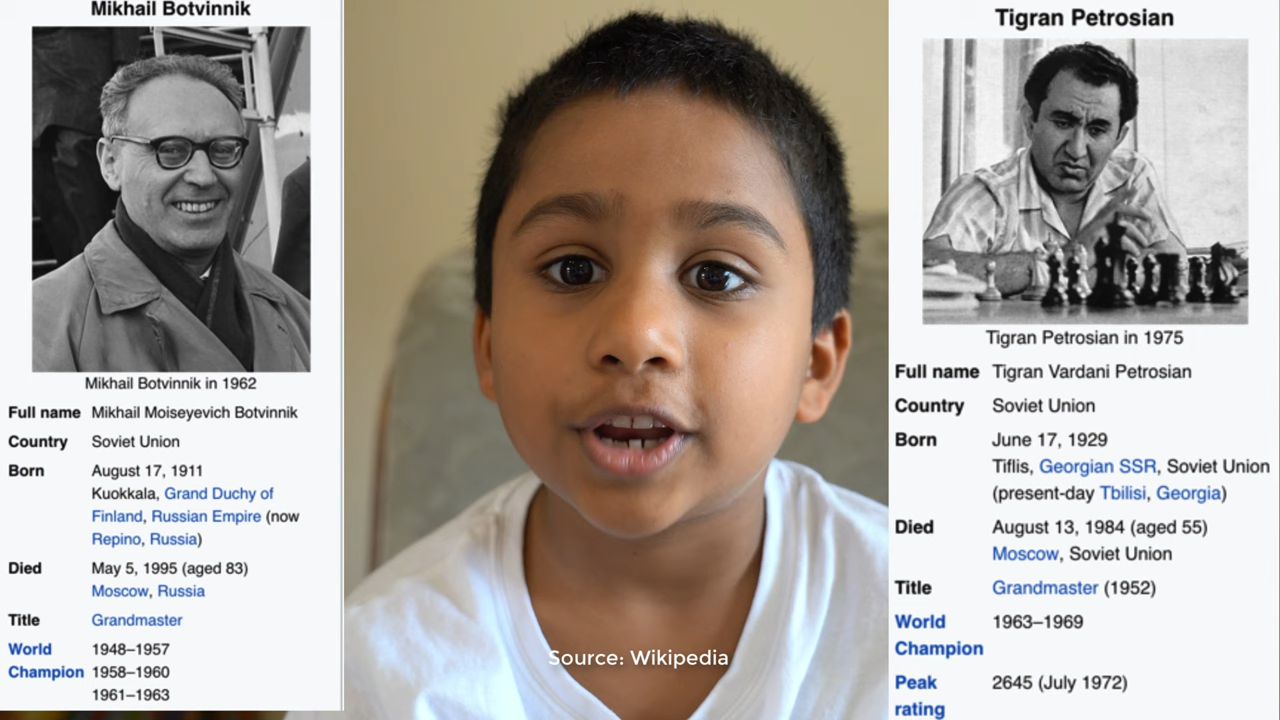 Mikhail Botvinnik
Mikhail Botvinnik in 1962
Full name Mikhail Moiseyevich Botvinnik
Country Soviet Union
Born August 17, 1911
Kuokkala, Grand Duchy of
Finland, Russian Empire (now
Repino, Russia)
Died May 5, 1995 (aged 83)
Moscow, Russia
Title Grandmaster
World 1948–1957
Champion 1958–1960
1961–1963
Source: Wikipedia
Tigran Petrosian
Tigran Petrosian in 1975
Full name Tigran Vardani Petrosian
Country Soviet Union
Born June 17, 1929
Tiflis, Georgian SSR, Soviet Union
(present-day Tbilisi, Georgia)
Died August 13, 1984 (aged 55)
Moscow, Soviet Union
Title Grandmaster (1952)
World 1963–1969
Champion
Peak 2645 (July 1972)
rating